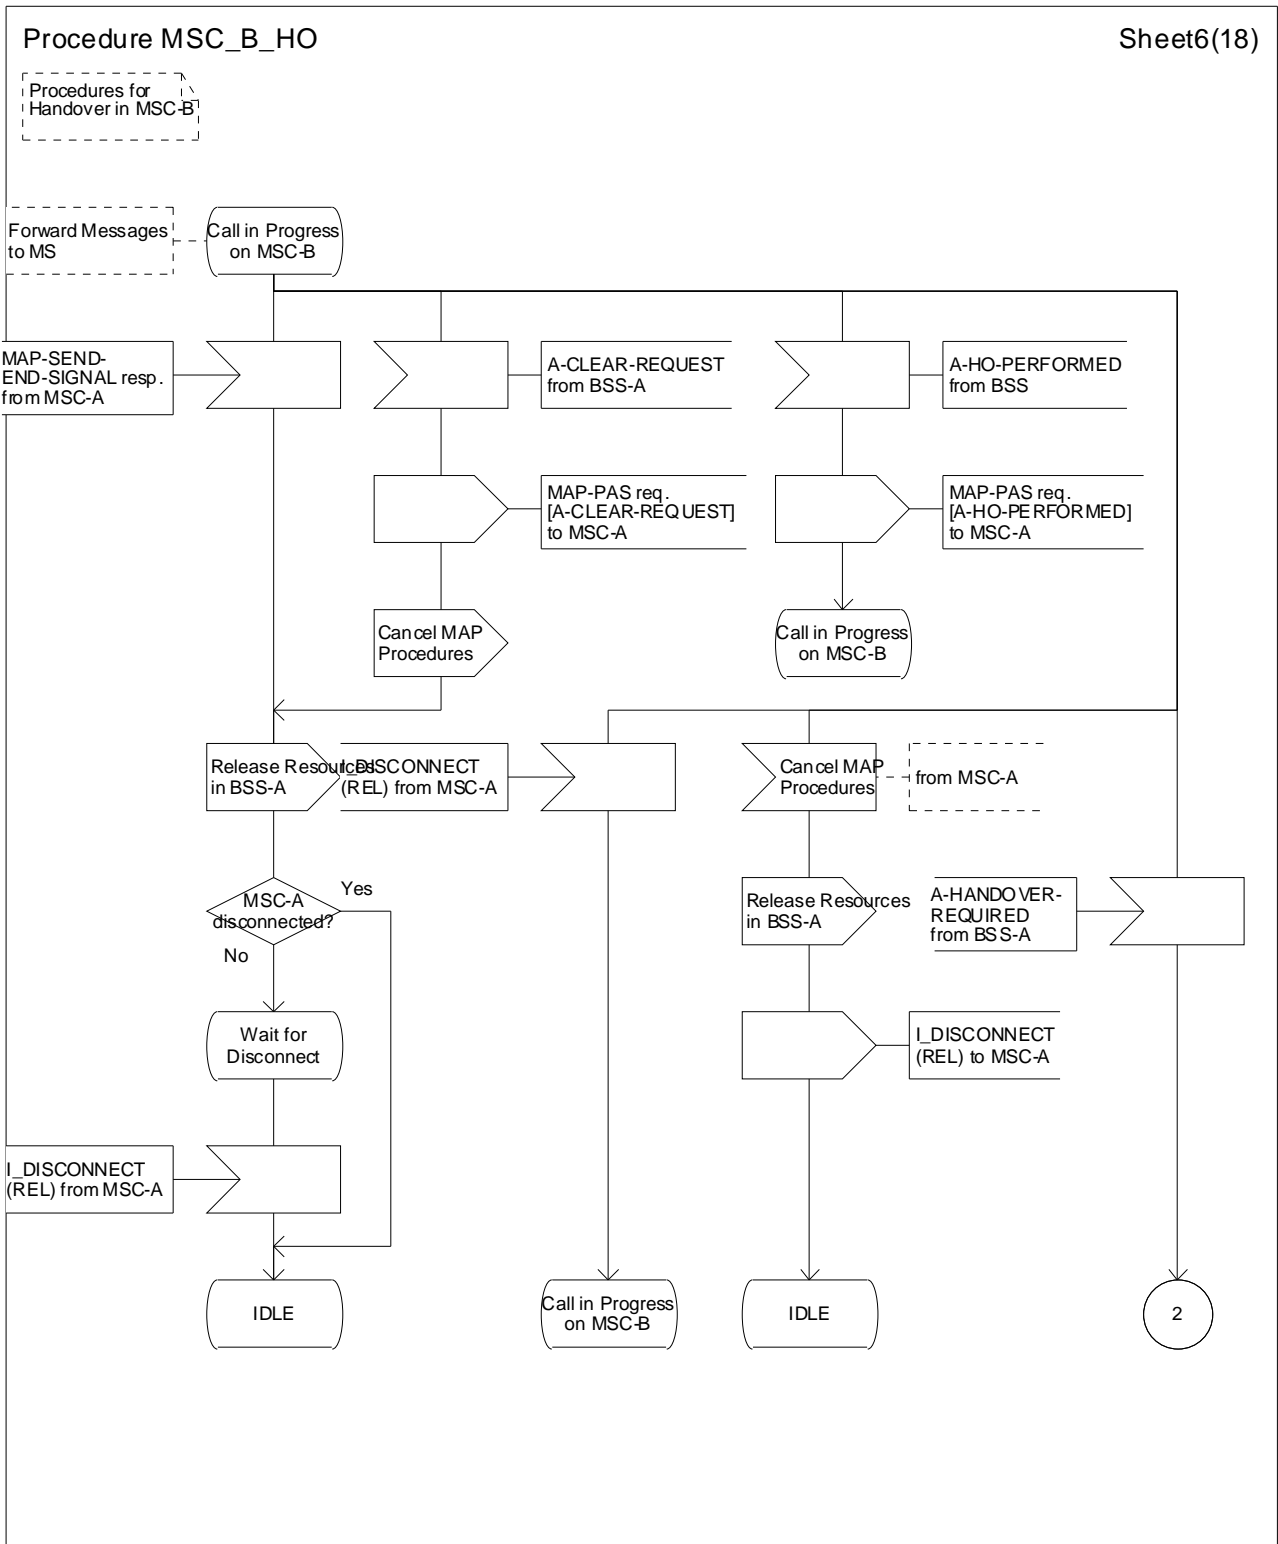 Procedure MSC_B_HO
Sheet6(18)
Procedures for
Handover in MSC-B
Forward Messages
to MS
Call in Progress
on MSC-B
MAP-SEND-
END-SIGNAL resp.
from MSC-A
A-CLEAR-REQUEST
from BSS-A
A-HO-PERFORMED
from BSS
MAP-PAS req.
[A-CLEAR-REQUEST]
to MSC-A
MAP-PAS req.
[A-HO-PERFORMED]
to MSC-A
Cancel MAP
Procedures
Call in Progress
on MSC-B
Release Resources
in BSS-A
I_DISCONNECT
(REL) from MSC-A
Cancel MAP
Procedures
from MSC-A
MSC-A
disconnected?
Yes
No
Release Resources
in BSS-A
A-HANDOVER-
REQUIRED
from BSS-A
Wait for
Disconnect
I_DISCONNECT
(REL) to MSC-A
I_DISCONNECT
(REL) from MSC-A
IDLE
Call in Progress
on MSC-B
IDLE
2